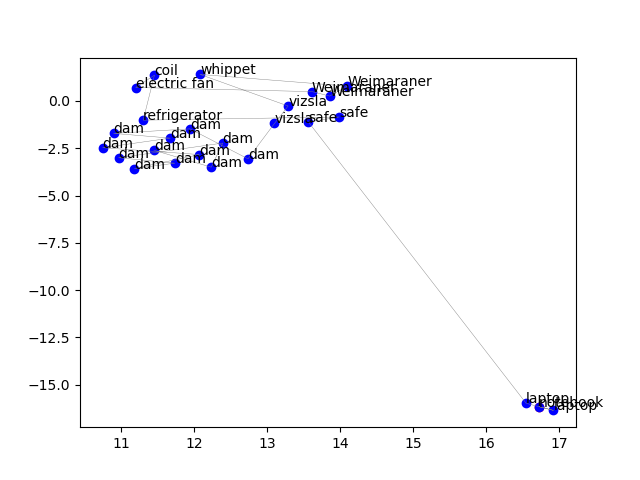 coil
whippet
electric fan
Weimaraner
Weimaraner
Weimaraner
vizsla
refrigerator
vizsla
safe
safe
dam
dam
dam
dam
dam
dam
dam
dam
dam
dam
dam
dam
dam
0.0
−2.5
−5.0
−7.5
−10.0
−12.5
−15.0
laptop
notebook
laptop
11
12
13
14
15
16
17